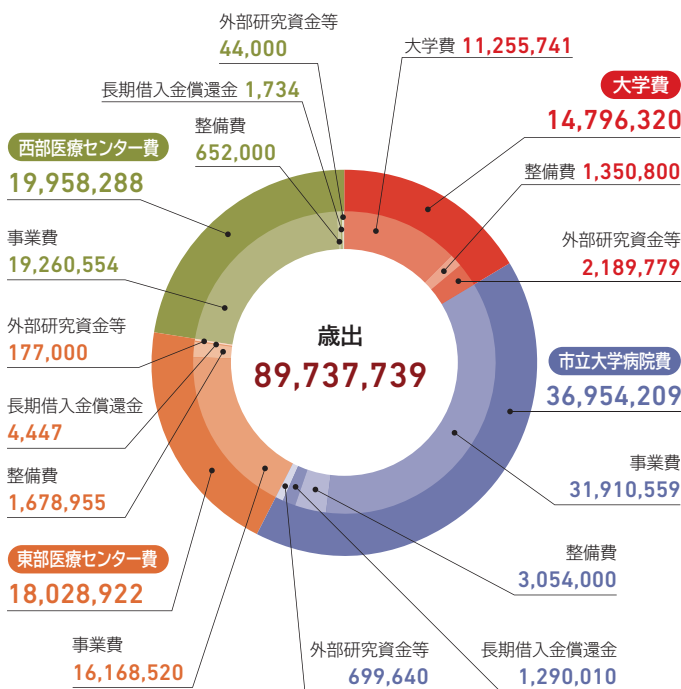 外部研究資金等
44,000
長期借入金償還金 1,734
整備費
652,000
西部医療センター費
19,958,288
事業費
19,260,554
外部研究資金等
177,000
長期借入金償還金
4,447
整備費
1,678,955
東部医療センター費
18,028,922
事業費
16,168,520
大学費 11,255,741
大学費
14,796,320
整備費 1,350,800
外部研究資金等
2,189,779
市立大学病院費
36,954,209
事業費
31,910,559
整備費
3,054,000
長期借入金償還金
1,290,010
外部研究資金等
699,640
歳出
89,737,739